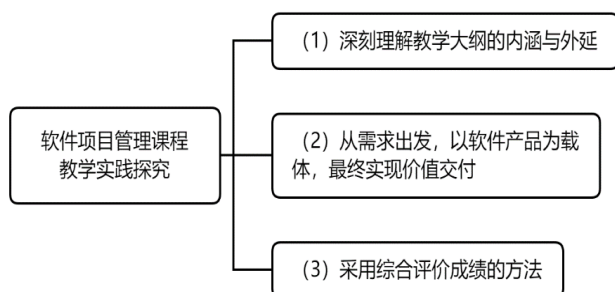 (1)深刻理解教学大纲的内涵与外延
软件项目管理课程
教学实践探究
(2)从需求出发，以软件产品为载
体，最终实现价值交付
(3)采用综合评价成绩的方法